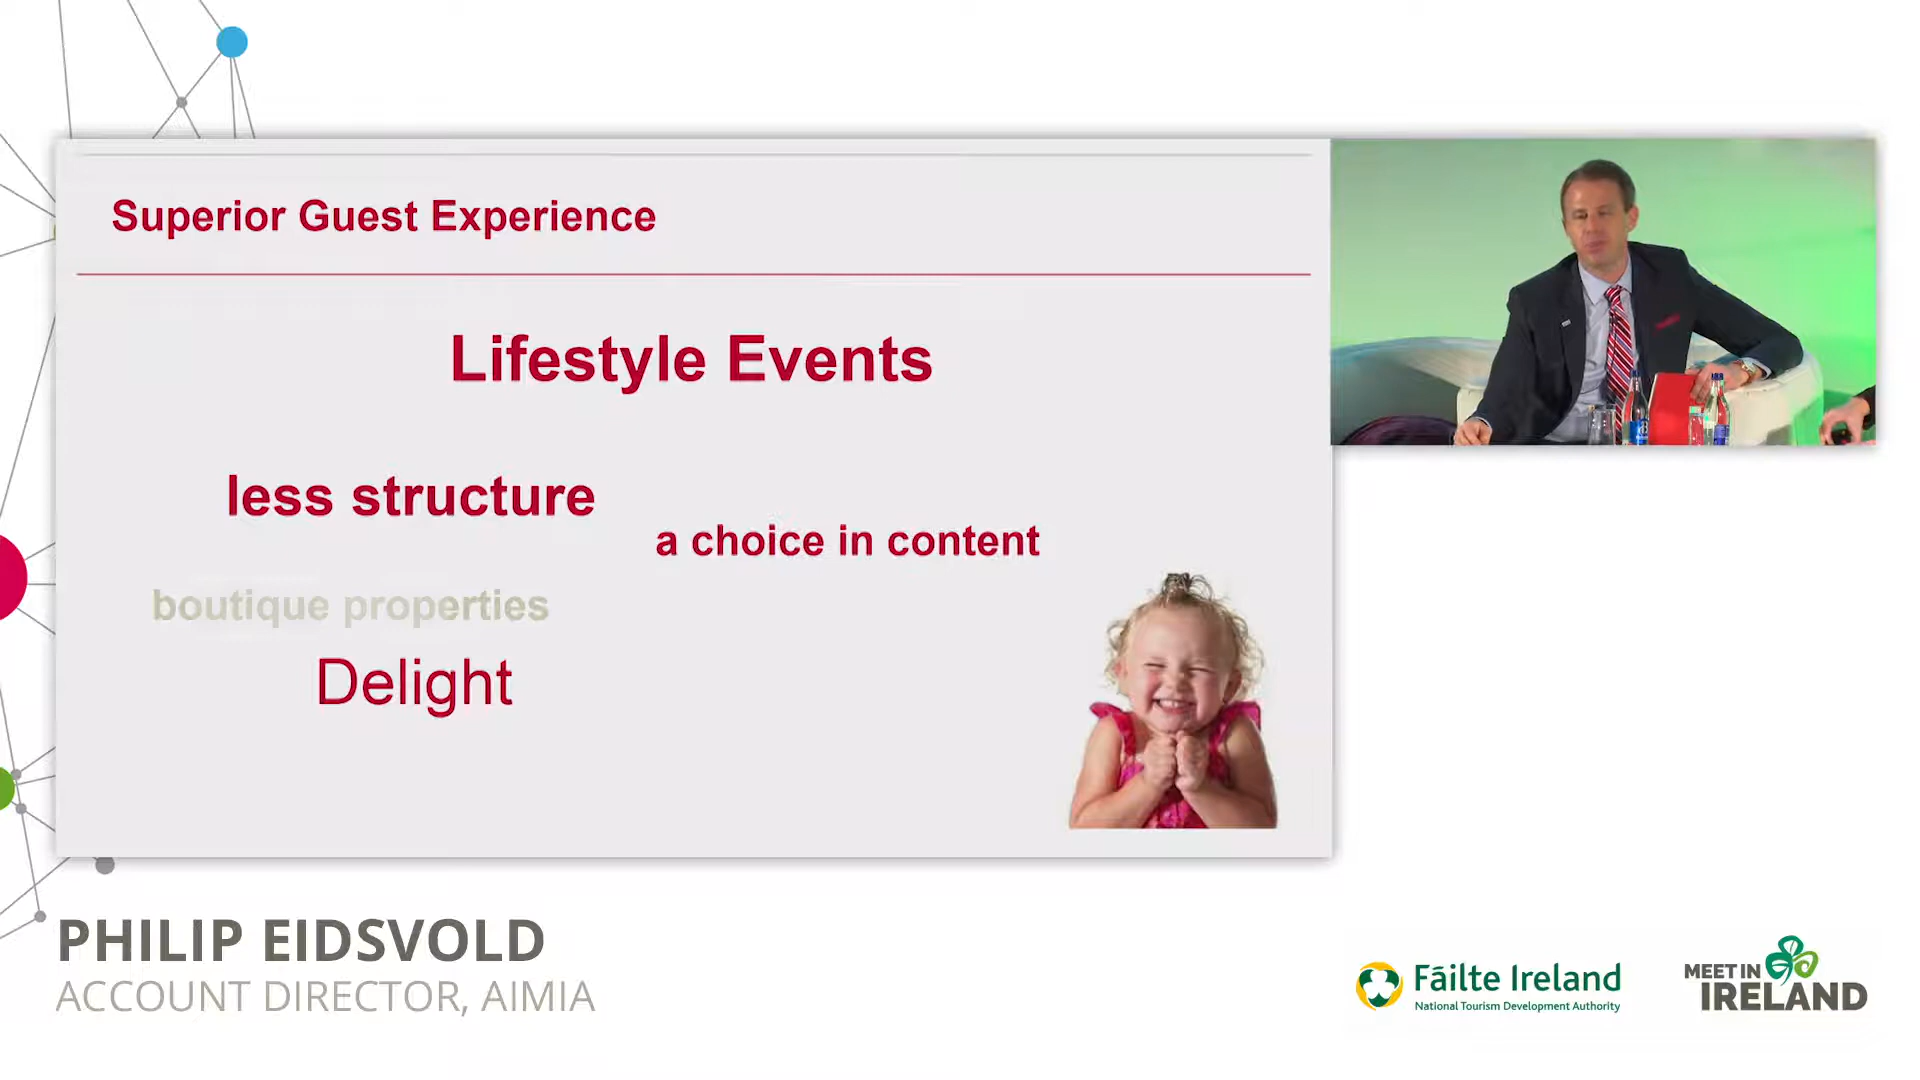 Superior Guest Experience
Lifestyle Events
less structure
a choice in content
boutique properties
Delight
PHILIP EIDSVOLD
ACCOUNT DIRECTOR, AIMIA
Fáilte Ireland
National Tourism Development Authority
MEET IN
IRELAND